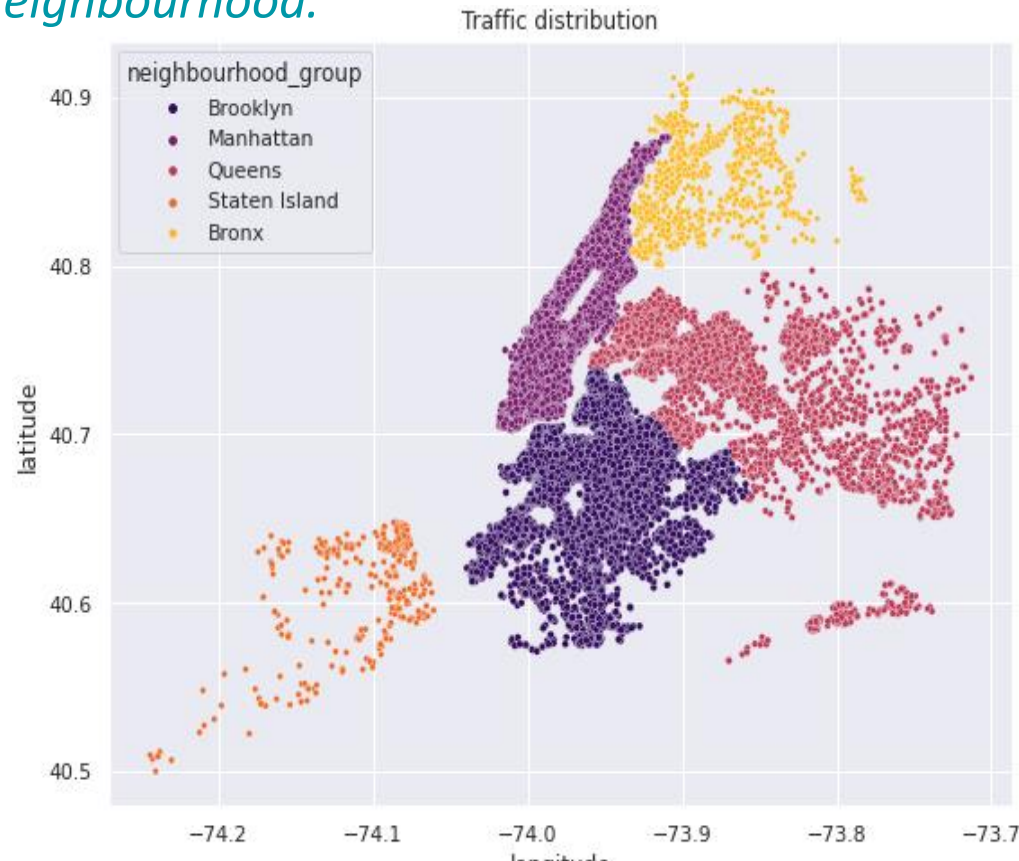 eighbourhood.
Traffic distribution
neighbourhood_group
Brooklyn
Manhattan
Queens
Staten Island
Bronx
40.9
40.8
40.7
40.6
40.5
latitude
−74.2 −74.1 −74.0 −73.9 −73.8 −73.7
longitude